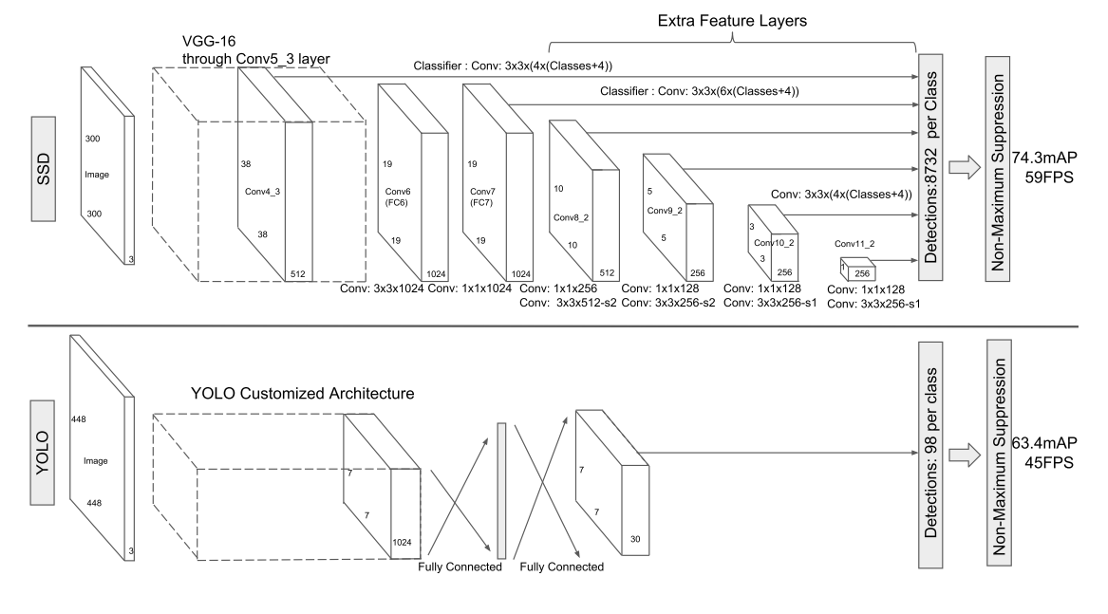 Extra Feature Layers
VGG-16
through Conv5_3 layer
Classifier : Conv: 3x3x(4x(Classes+4))
Classifier : Conv: 3x3x(6x(Classes+4))
Conv: 3x3x(4x(Classes+4))
SSD
300
Image
300
3
38
Conv4_3
38
512
19
Conv6
(FC6)
19
1024
19
Conv7
(FC7)
19
1024
10
Conv8_2
10
512
5
Conv9_2
5
256
3
Conv10_2
3
256
Conv11_2
1
256
Conv: 3x3x1024
Conv: 1x1x1024
Conv: 1x1x256
Conv: 3x3x512-s2
Conv: 1x1x128
Conv: 3x3x256-s2
Conv: 1x1x128
Conv: 3x3x256-s1
Conv: 1x1x128
Conv: 3x3x256-s1
Detections:8732 per Class
Non-Maximum Suppression
74.3mAP
59FPS
YOLO
448
Image
448
3
YOLO Customized Architecture
7
7
1024
Fully Connected
Fully Connected
7
7
30
Detections: 98 per class
Non-Maximum Suppression
63.4mAP
45FPS